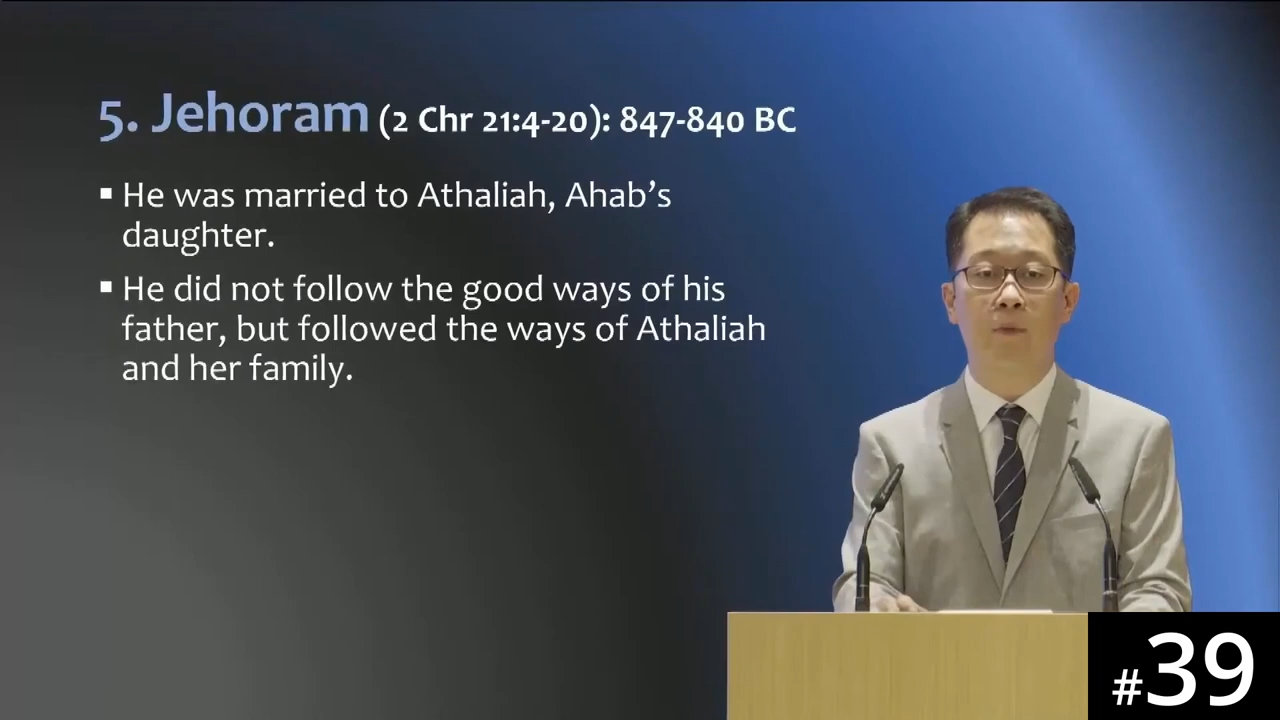 5. Jehoram (2 Chr 21:4-20): 847-840 BC
▪ He was married to Athaliah, Ahab’s
daughter.
▪ He did not follow the good ways of his
father, but followed the ways of Athaliah
and her family.
#39